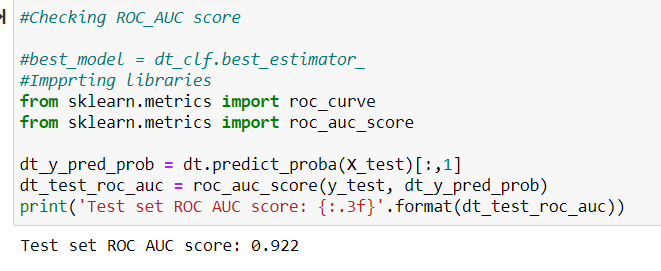 #Checking ROC_AUC score
#best_model = dt_clf.best_estimator_
#Impprting libraries
from sklearn.metrics import roc_curve
from sklearn.metrics import roc_auc_score
dt_y_pred_prob = dt.predict_proba(X_test)[:,1]
dt_test_roc_auc = roc_auc_score(y_test, dt_y_pred_prob)
print('Test set ROC AUC score: {:.3f}'.format(dt_test_roc_auc))
Test set ROC AUC score: 0.922